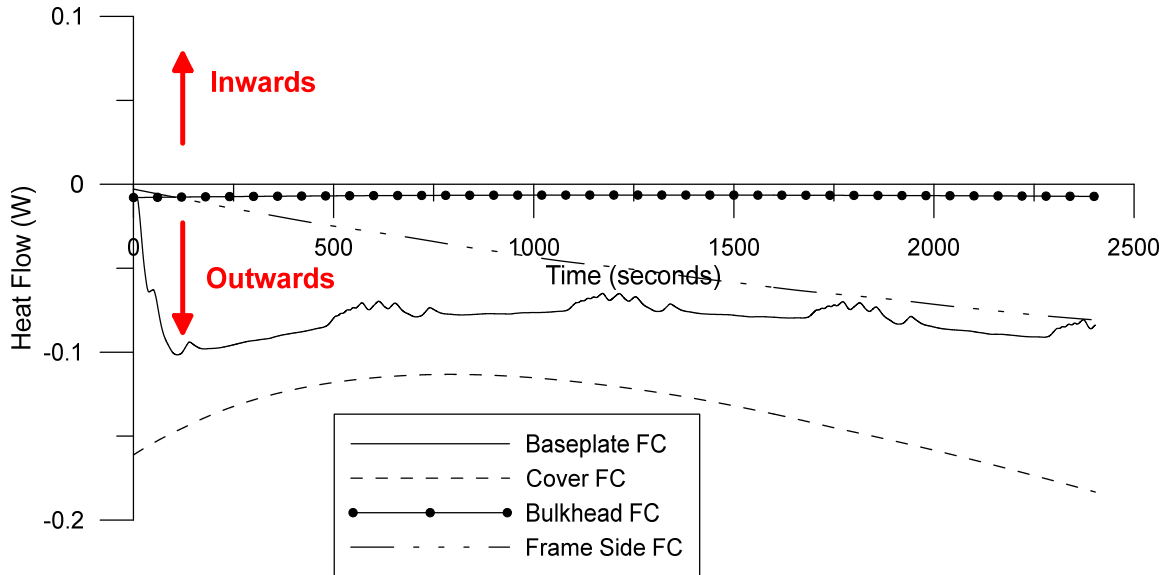 0.1
Inwards
0
Heat Flow (W)
0 500 1000 1500 2000 2500
Time (seconds)
Outwards
-0.1
Baseplate FC
Cover FC
Bulkhead FC
Frame Side FC
-0.2